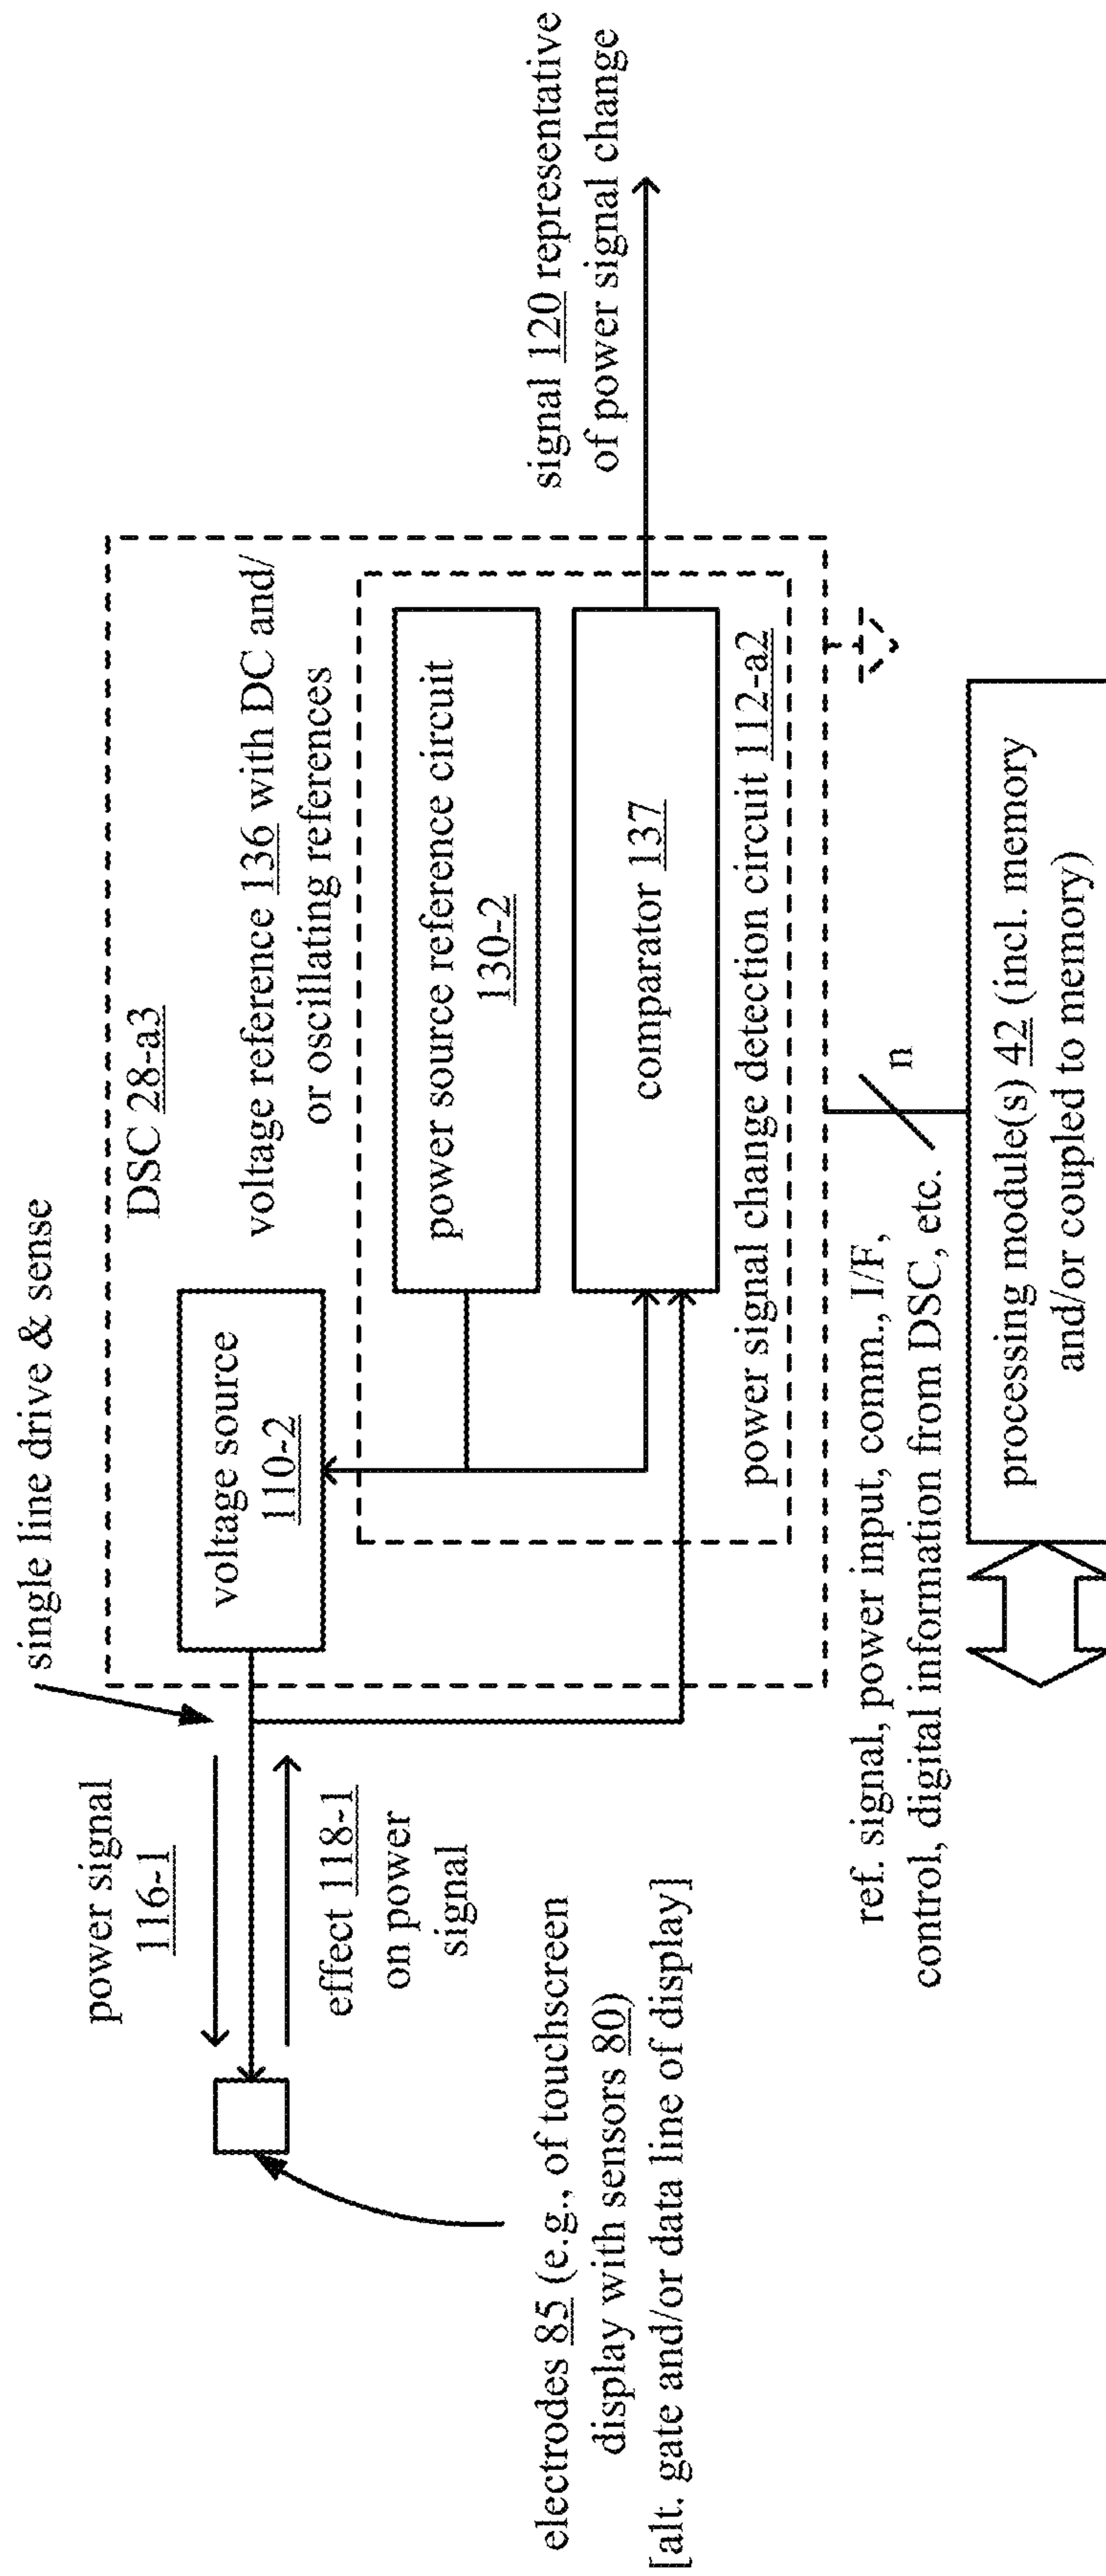 single line drive & sense
power signal
116-1
effect 118-1
on power
signal
electrodes 85 (e.g., of touchscreen
display with sensors 80)
[alt. gate and/or data line of display]
DSC 28-a3
voltage source
110-2
voltage reference 136 with DC and/
or oscillating references
power source reference circuit
130-2
comparator 137
power signal change detection circuit 112-a2
signal 120 representative
of power signal change
ref. signal, power input, comm., I/F,
control, digital information from DSC, etc.
n
processing module(s) 42 (incl. memory
and/or coupled to memory)